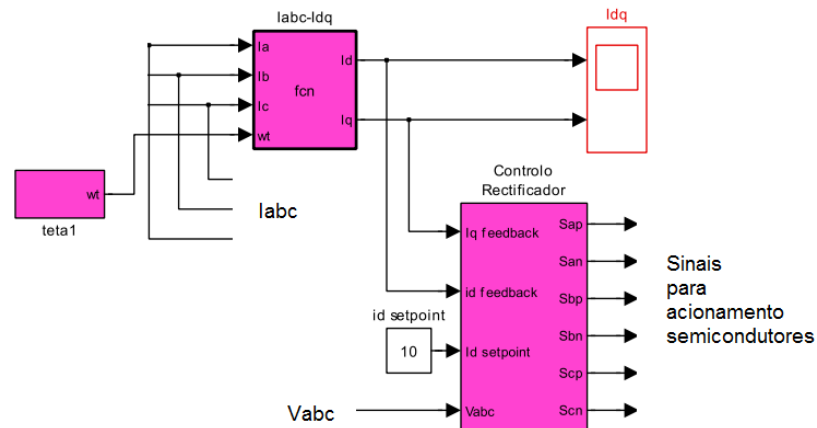 Iabc-Idq
Idq
Ia
Ib
Ic
wt
fcn
Id
Iq
wt
teta1
Iabc
Controlo
Rectificador
Iq feedback
id feedback
Id setpoint
Vabc
Sap
San
Sbp
Sbn
Scp
Scn
id setpoint
10
Vabc
Sinais
para
acionamento
semicondutores